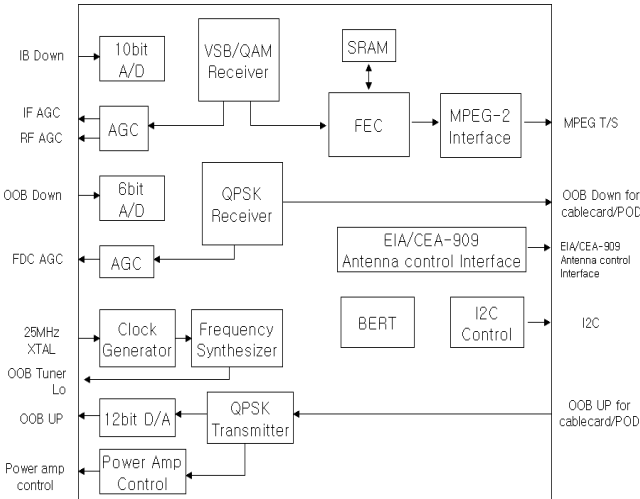 IB Down
10bit
A/D
VSB/QAM
Receiver
SRAM
IF AGC
RF AGC
AGC
FEC
MPEG-2
Interface
MPEG T/S
OOB Down
6bit
A/D
QPSK
Receiver
OOB Down for
cablecard/POD
FDC AGC
AGC
EIA/CEA-909
Antenna control Interface
EIA/CEA-909
Antenna control
Interface
25MHz
XTAL
Clock
Generator
Frequency
Synthesizer
BERT
I2C
Control
I2C
OOB Tuner
Lo
OOB UP
12bit D/A
QPSK
Transmitter
OOB UP for
cablecard/POD
Power amp
control
Power Amp
Control